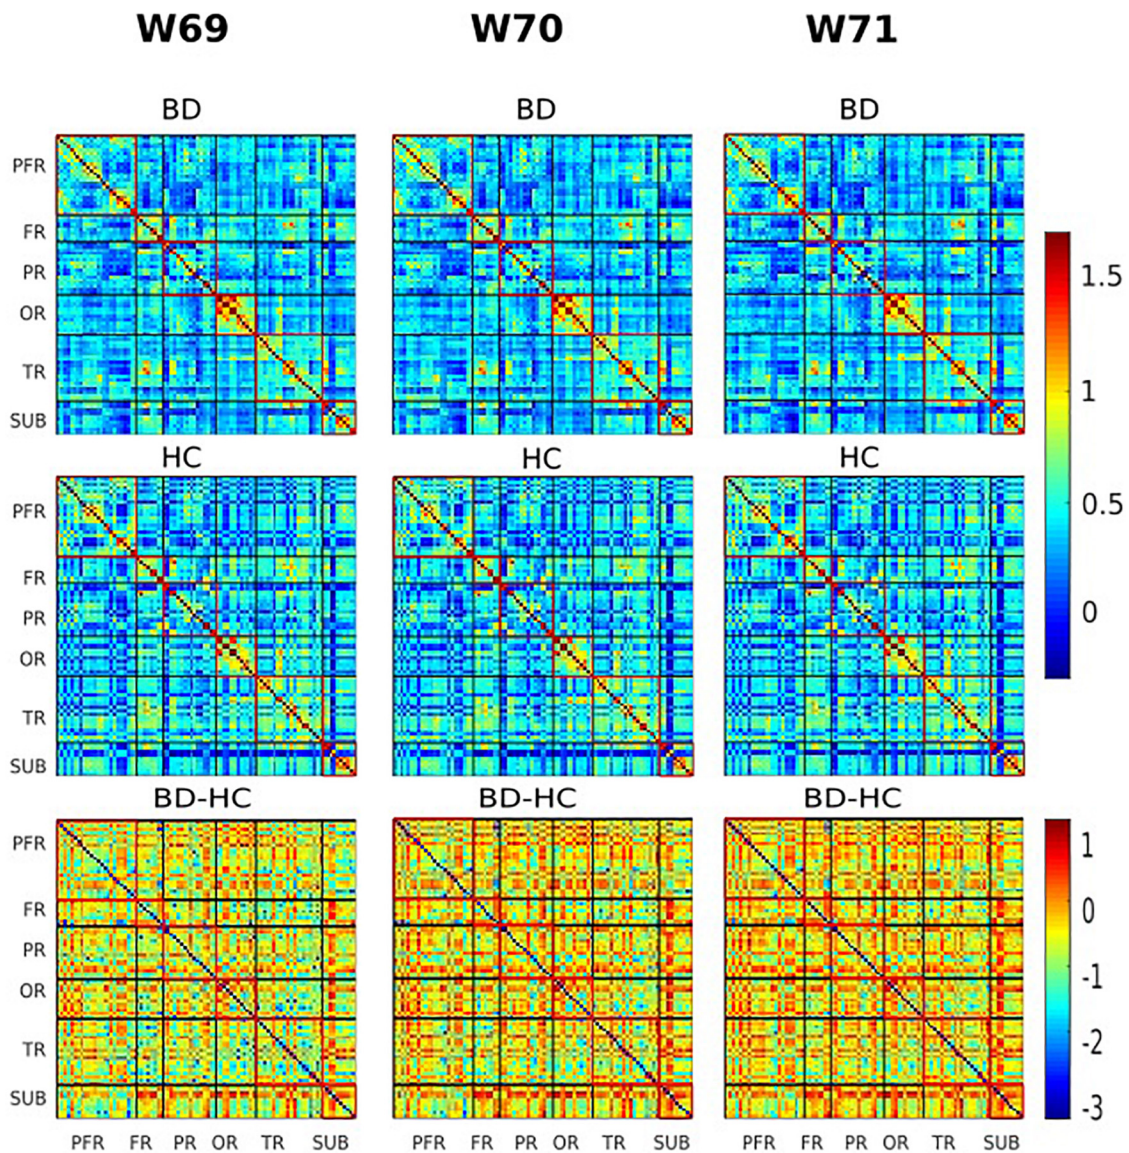 W69 W70 W71
BD BD BD
PFR
FR
PR
OR
TR
SUB
1.5
1
0.5
0
HC HC HC
PFR
FR
PR
OR
TR
SUB
BD-HC BD-HC BD-HC
PFR
FR
PR
OR
TR
SUB
1
0
-1
-2
-3
PFR FR PR OR TR SUB PFR FR PR OR TR SUB PFR FR PR OR TR SUB